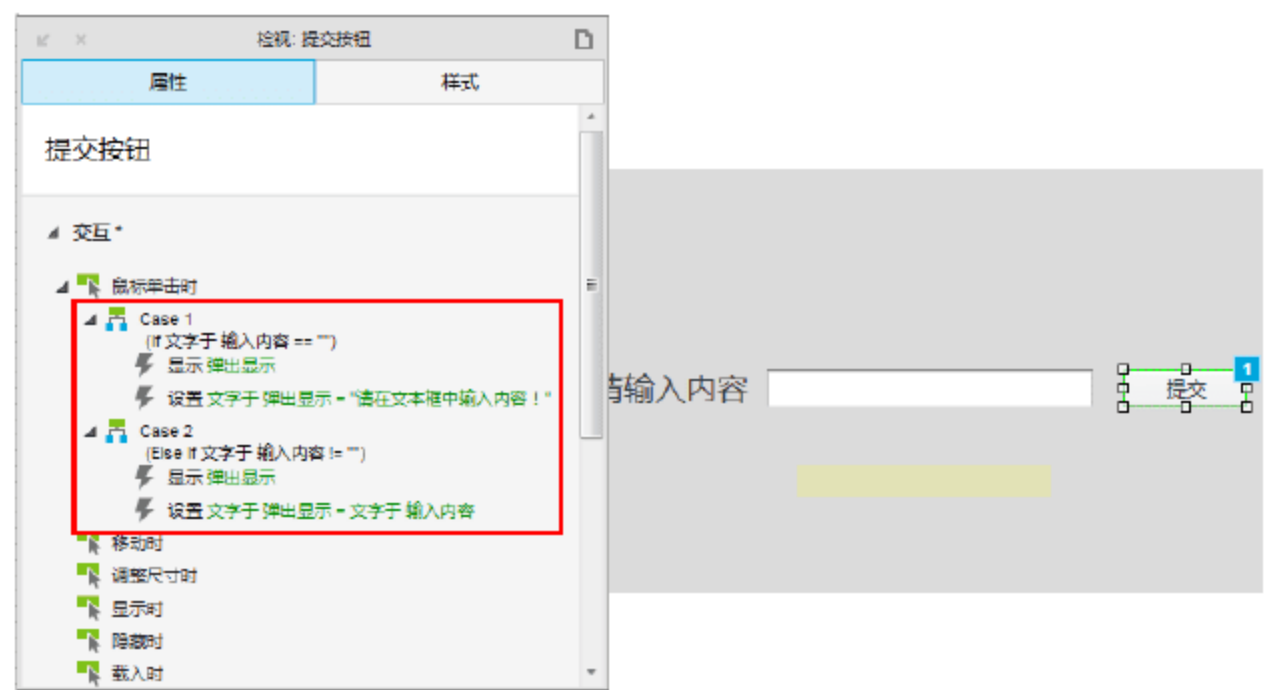 检视: 提交按钮
属性
样式
提交按钮
交互 *
鼠标单击时
Case 1
(If 文字于 输入内容 == "")
显示 弹出显示
设置 文字于 弹出显示 = "请在文本框中输入内容！"
Case 2
(Else If 文字于 输入内容 != "")
显示 弹出显示
设置 文字于 弹出显示 = 文字于 输入内容
移动时
调整尺寸时
显示时
隐藏时
载入时
请输入内容
提交
1